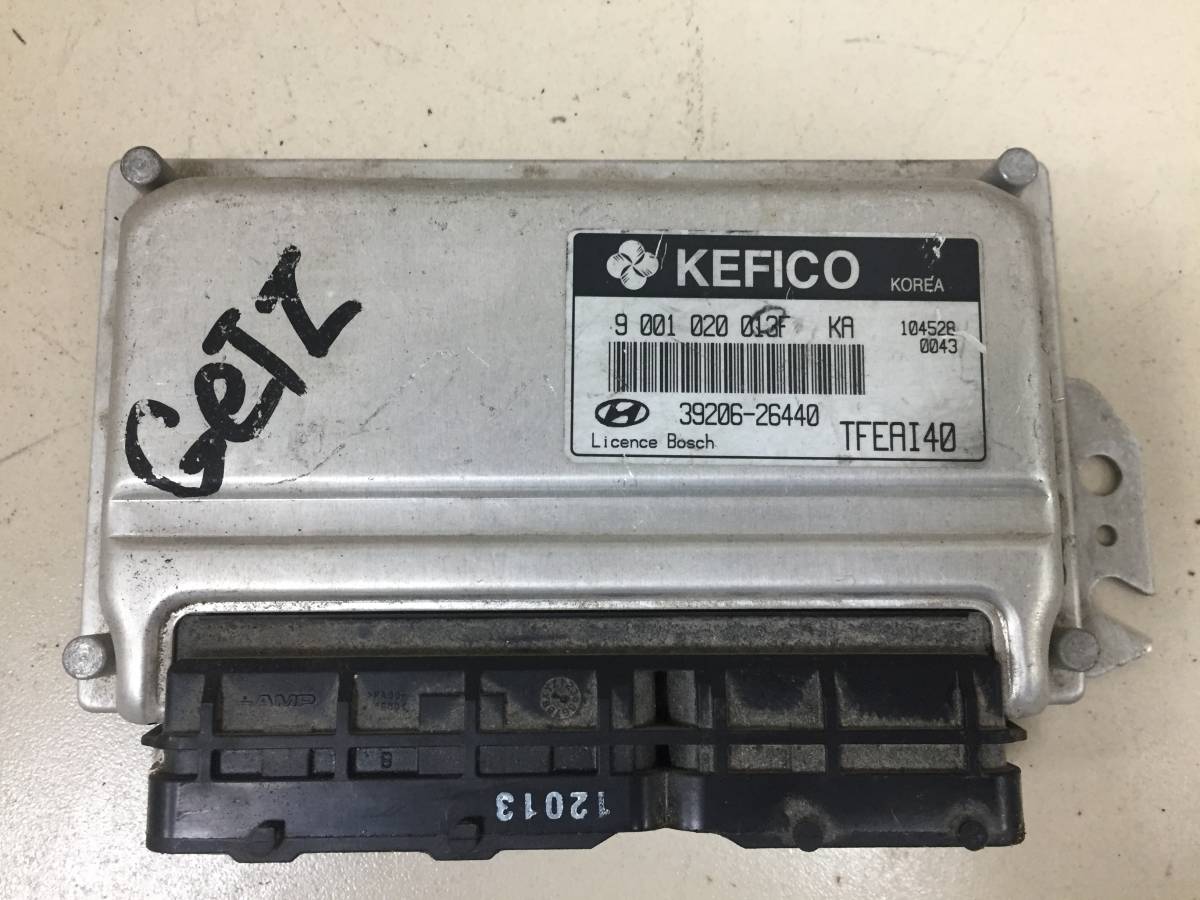 GeTZ
KEFICO KOREA
9 001 020 013F KA 104528
0043
39206-26440
Licence Bosch TFEAI40
AMP
B
12013